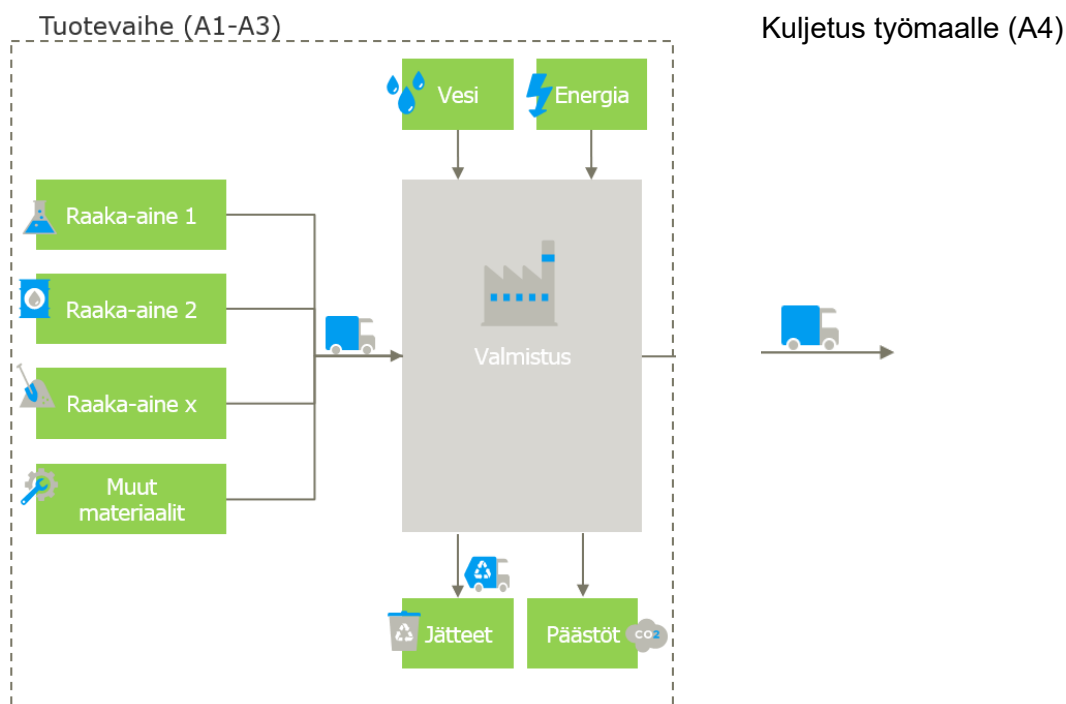 Tuotevaihe (A1-A3)
Kuljetus työmaalle (A4)
Vesi
Energia
Raaka-aine 1
Raaka-aine 2
Raaka-aine x
Muut
materiaalit
Valmistus
Jätteet
Päästöt
CO2